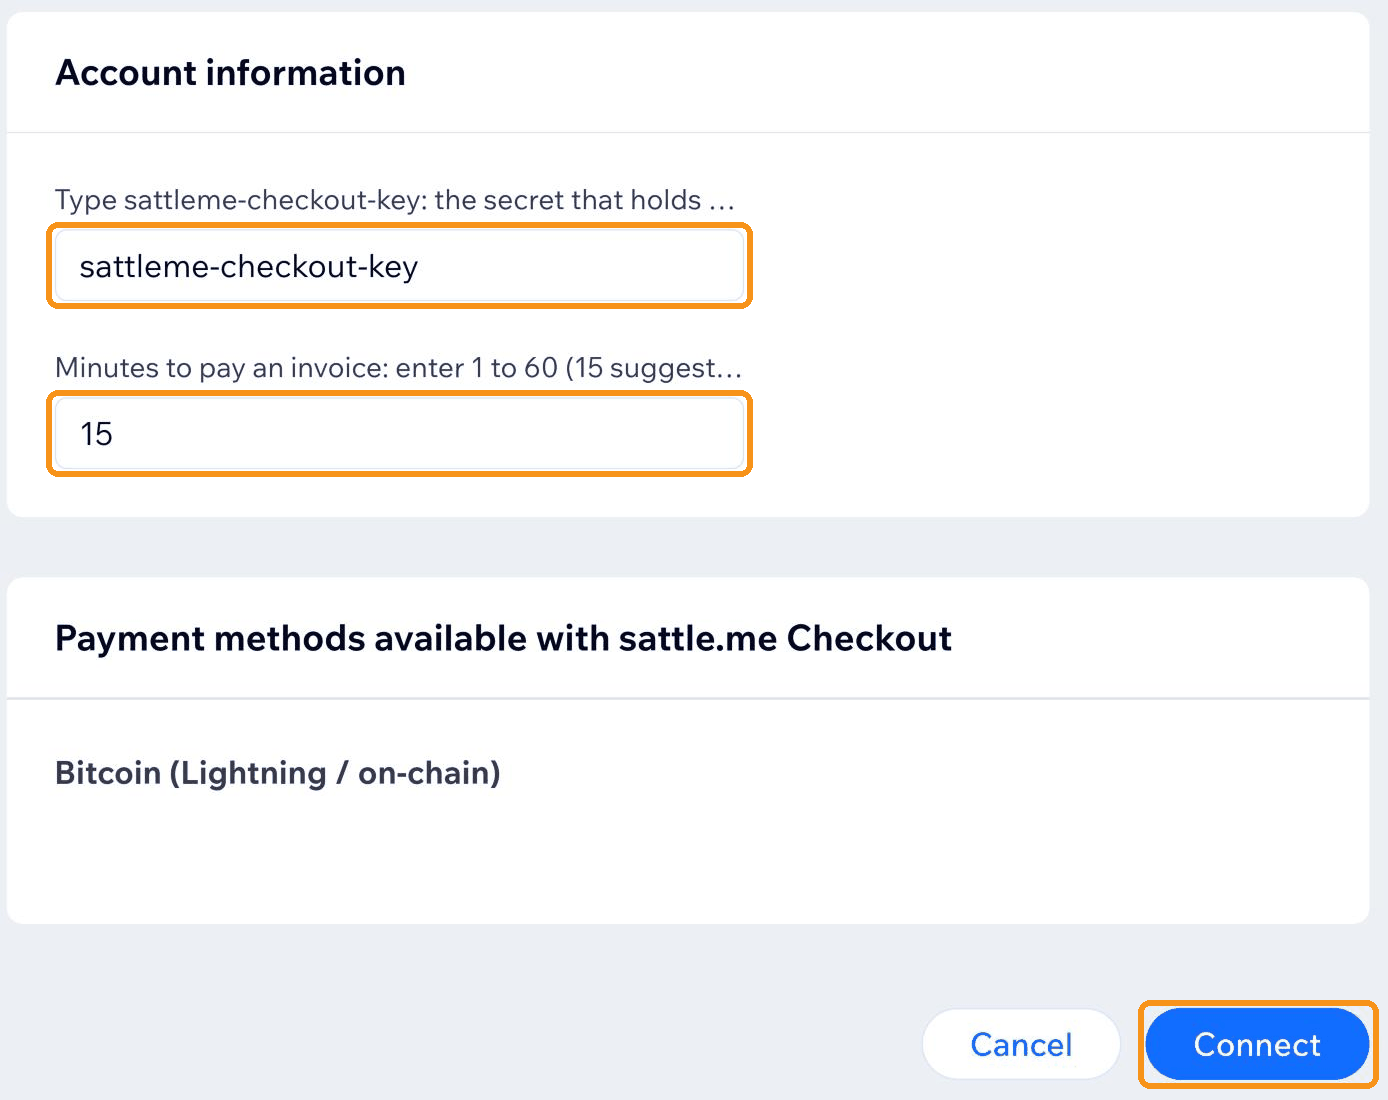 Account information
Type sattleme-checkout-key: the secret that holds …
sattleme-checkout-key
Minutes to pay an invoice: enter 1 to 60 (15 suggest…
15
Payment methods available with sattle.me Checkout
Bitcoin (Lightning / on-chain)
Cancel
Connect